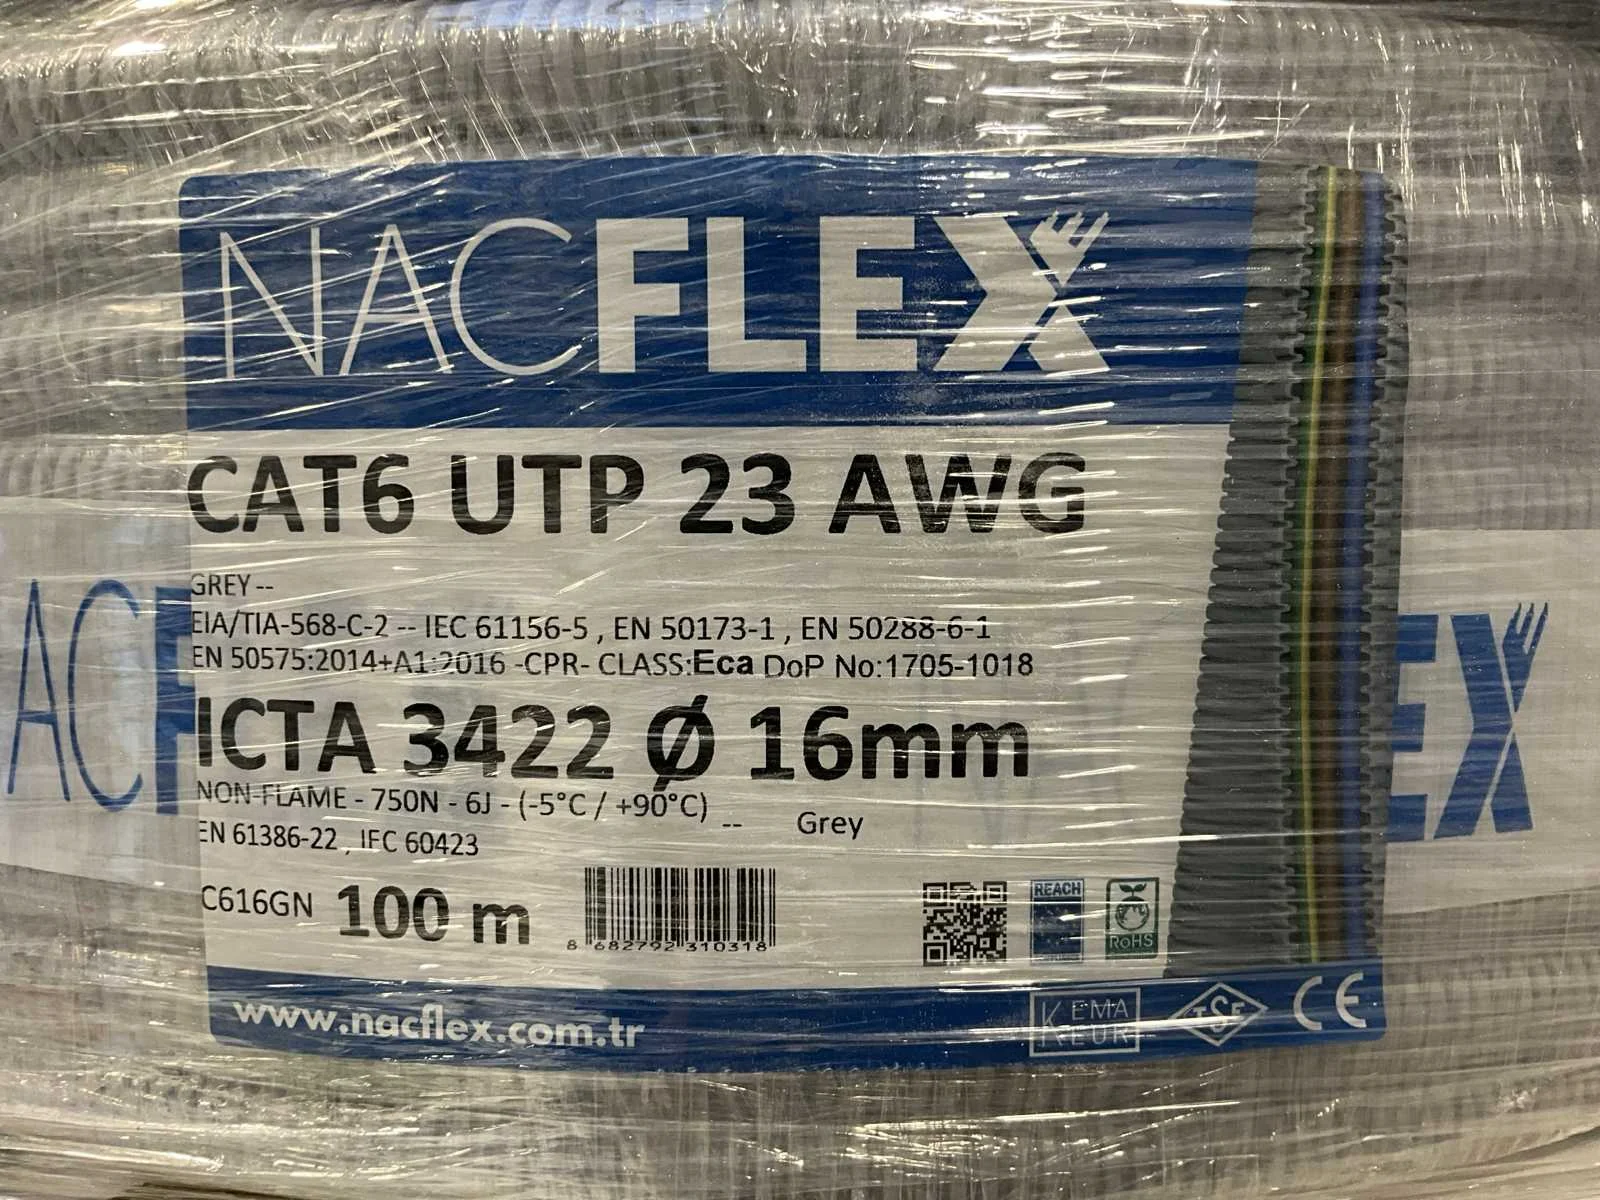 NACFLEX
CAT6 UTP 23 AWG
GREY --
EIA/TIA-568-C-2 -- IEC 61156-5 , EN 50173-1 , EN 50288-6-1
EN 50575:2014+A1:2016 -CPR- CLASS:Eca DoP No:1705-1018
ACF
EX
ICTA 3422 Ø 16mm
NON-FLAME - 750N - 6J - (-5°C / +90°C) -- Grey
EN 61386-22 , IEC 60423
C616GN 100 m
8 682792 310318
REACH
RoHS
www.nacflex.com.tr
KEMA
KEUR
TSE
CE